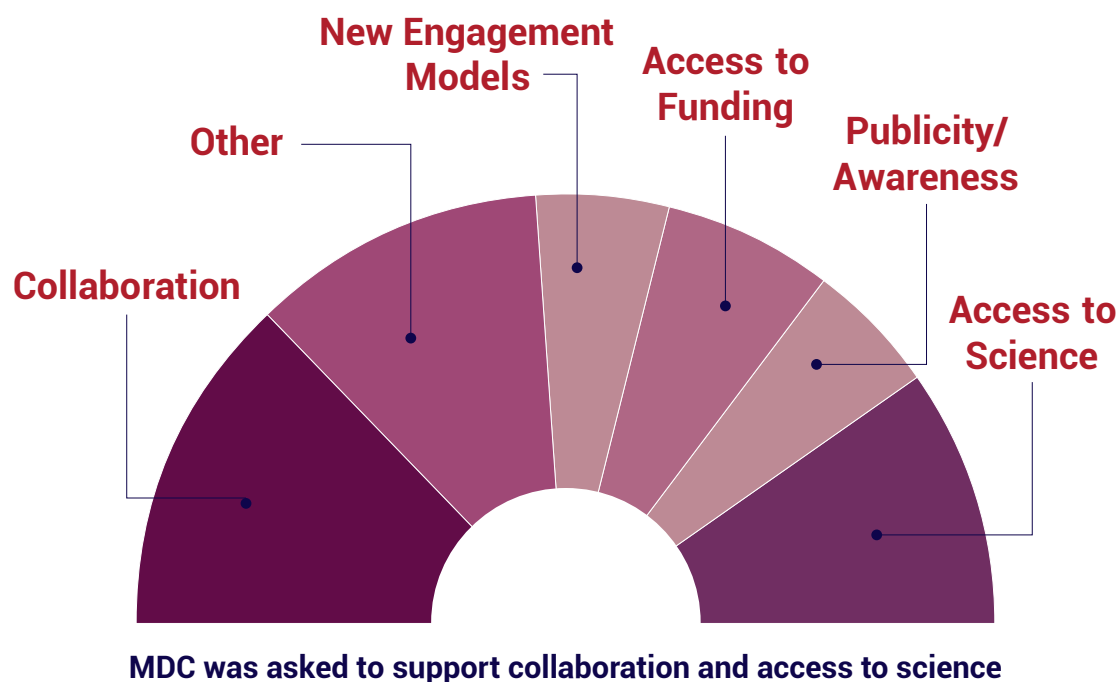 New Engagement
Models
Access to
Funding
Publicity/
Awareness
Other
Collaboration
Access to
Science
MDC was asked to support collaboration and access to science